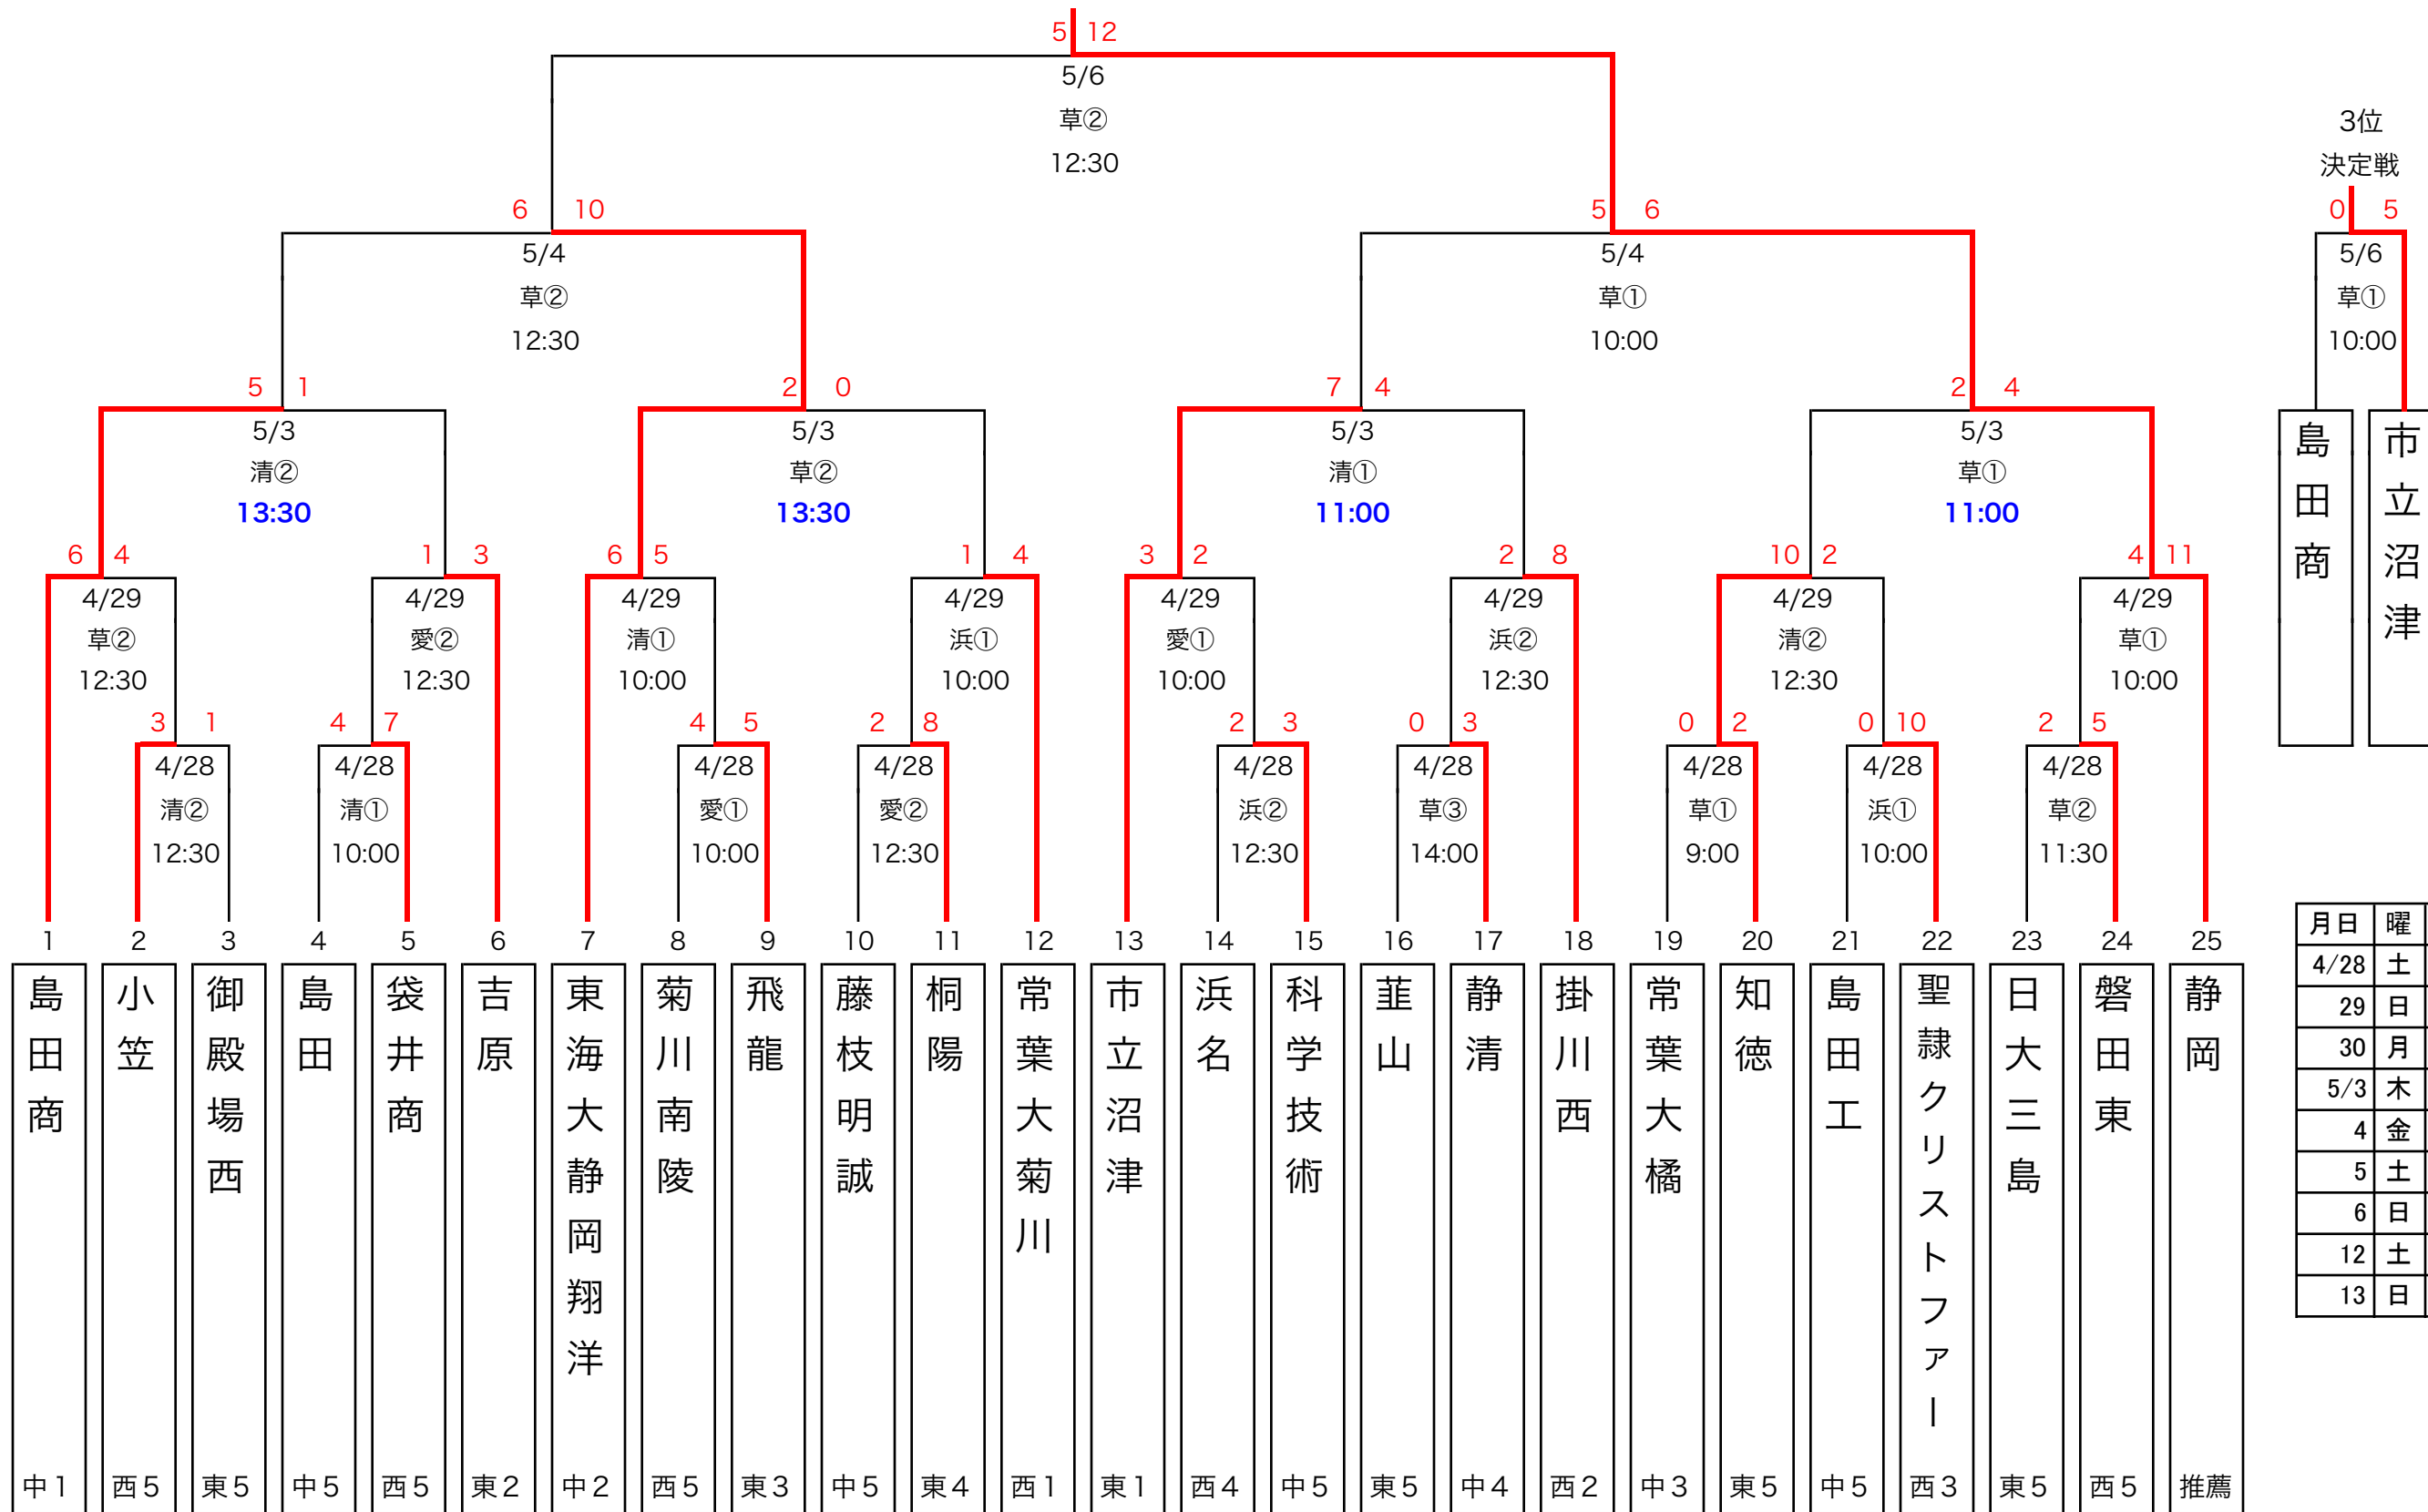 5 12
5/6
草②
12:30
3位
決定戦
6 10
5 6
0 5
5/4
草②
12:30
5/4
草①
10:00
5/6
草①
10:00
5 1
2 0
7 4
2 4
5/3
清②
13:30
5/3
草②
13:30
5/3
清①
11:00
5/3
草①
11:00
島田商
市立沼津
6 4
1 3
6 5
1 4
3 2
2 8
10 2
4 11
4/29
草②
12:30
4/29
愛②
12:30
4/29
清①
10:00
4/29
浜①
10:00
4/29
愛①
10:00
4/29
浜②
12:30
4/29
清②
12:30
4/29
草①
10:00
3 1
4 7
4 5
2 8
2 3
0 3
0 2
0 10
2 5
4/28
清②
12:30
4/28
清①
10:00
4/28
愛①
10:00
4/28
愛②
12:30
4/28
浜②
12:30
4/28
草③
14:00
4/28
草①
9:00
4/28
浜①
10:00
4/28
草②
11:30
1 2 3 4 5 6 7 8 9 10 11 12 13 14 15 16 17 18 19 20 21 22 23 24 25
島田商
小笠
御殿場西
島田
袋井商
吉原
東海大静岡翔洋
菊川南陵
飛龍
藤枝明誠
桐陽
常葉大菊川
市立沼津
浜名
科学技術
韮山
静清
掛川西
常葉大橘
知徳
島田工
聖隷クリストファー
日大三島
磐田東
静岡
中1 西5 東5 中5 西5 東2 中2 西5 東3 中5 東4 西1 東1 西4 中5 東5 中4 西2 中3 東5 中5 西3 東5 西5 推薦
月日 曜
4/28 土
29 日
30 月
5/3 木
4 金
5 土
6 日
12 土
13 日